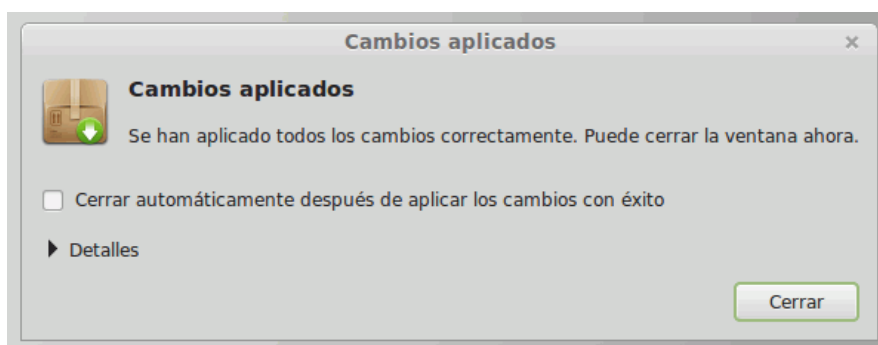 Cambios aplicados
Cambios aplicados
Se han aplicado todos los cambios correctamente. Puede cerrar la ventana ahora.
Cerrar automáticamente después de aplicar los cambios con éxito
Detalles
Cerrar